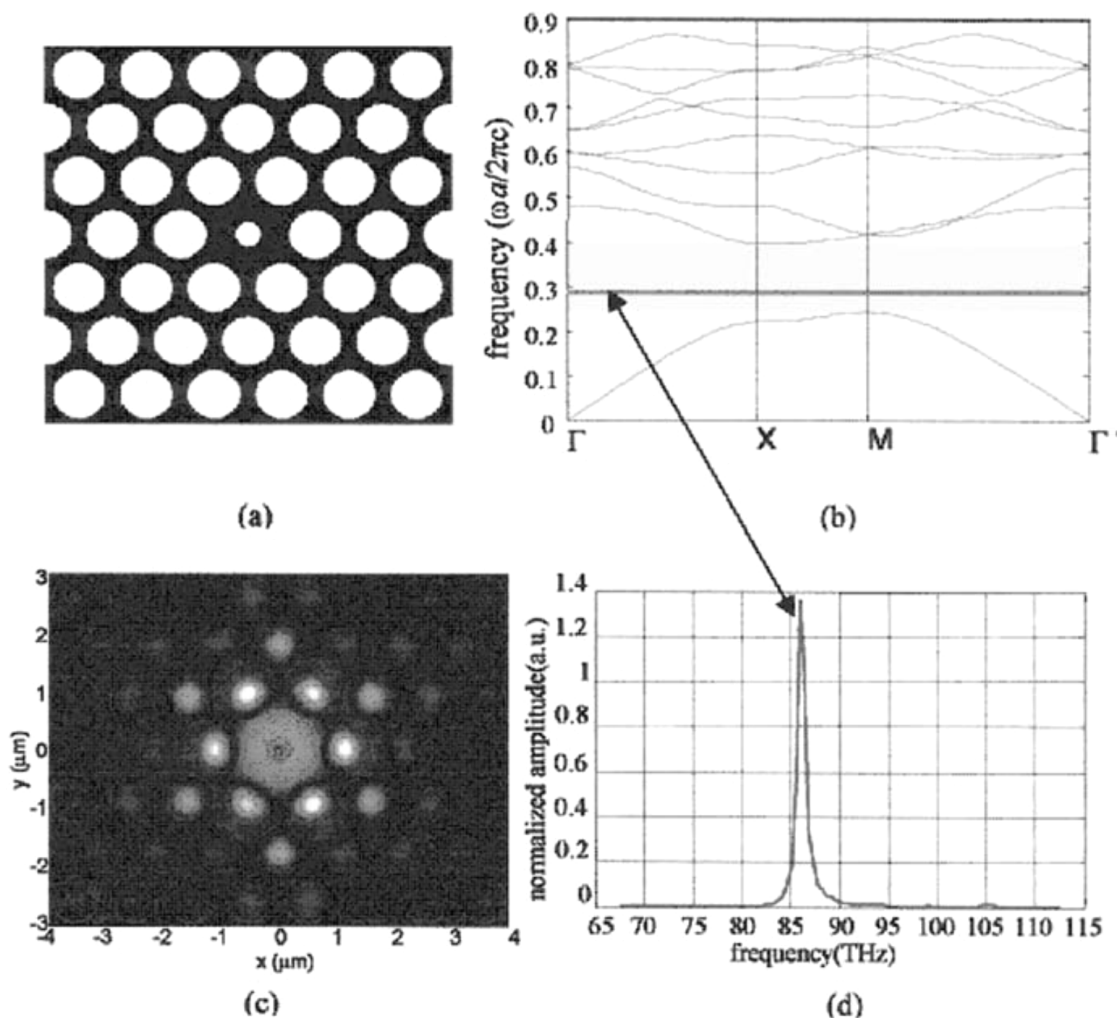 0.9
0.8
0.7
0.6
0.5
0.4
0.3
0.2
0.1
0
frequency (ωa/2πc)
Γ X M Γ
(a)
(b)
3
2
1
0
-1
-2
-3
y (μm)
-4 -3 -2 -1 0 1 2 3 4
x (μm)
(c)
1.4
1.2
1
0.8
0.6
0.4
0.2
0
normalized amplitude(a.u.)
65 70 75 80 85 90 95 100 105 110 115
frequency(THz)
(d)